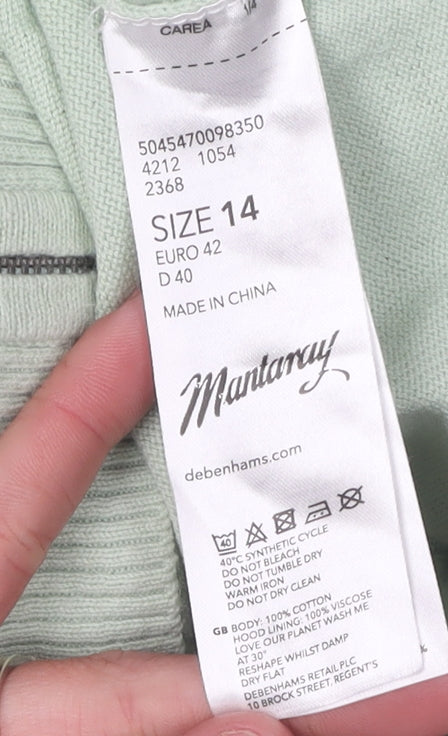 CAREA 1/4
5045470098350
4212 1054
2368
SIZE 14
EURO 42
D 40
MADE IN CHINA
Mantaray
debenhams.com
40
40°C SYNTHETIC CYCLE
DO NOT BLEACH
DO NOT TUMBLE DRY
WARM IRON
DO NOT DRY CLEAN
GB BODY: 100% COTTON
HOOD LINING: 100% VISCOSE
LOVE OUR PLANET WASH ME
AT 30°
RESHAPE WHILST DAMP
DRY FLAT
DEBENHAMS RETAIL PLC
10 BROCK STREET, REGENT'S
%